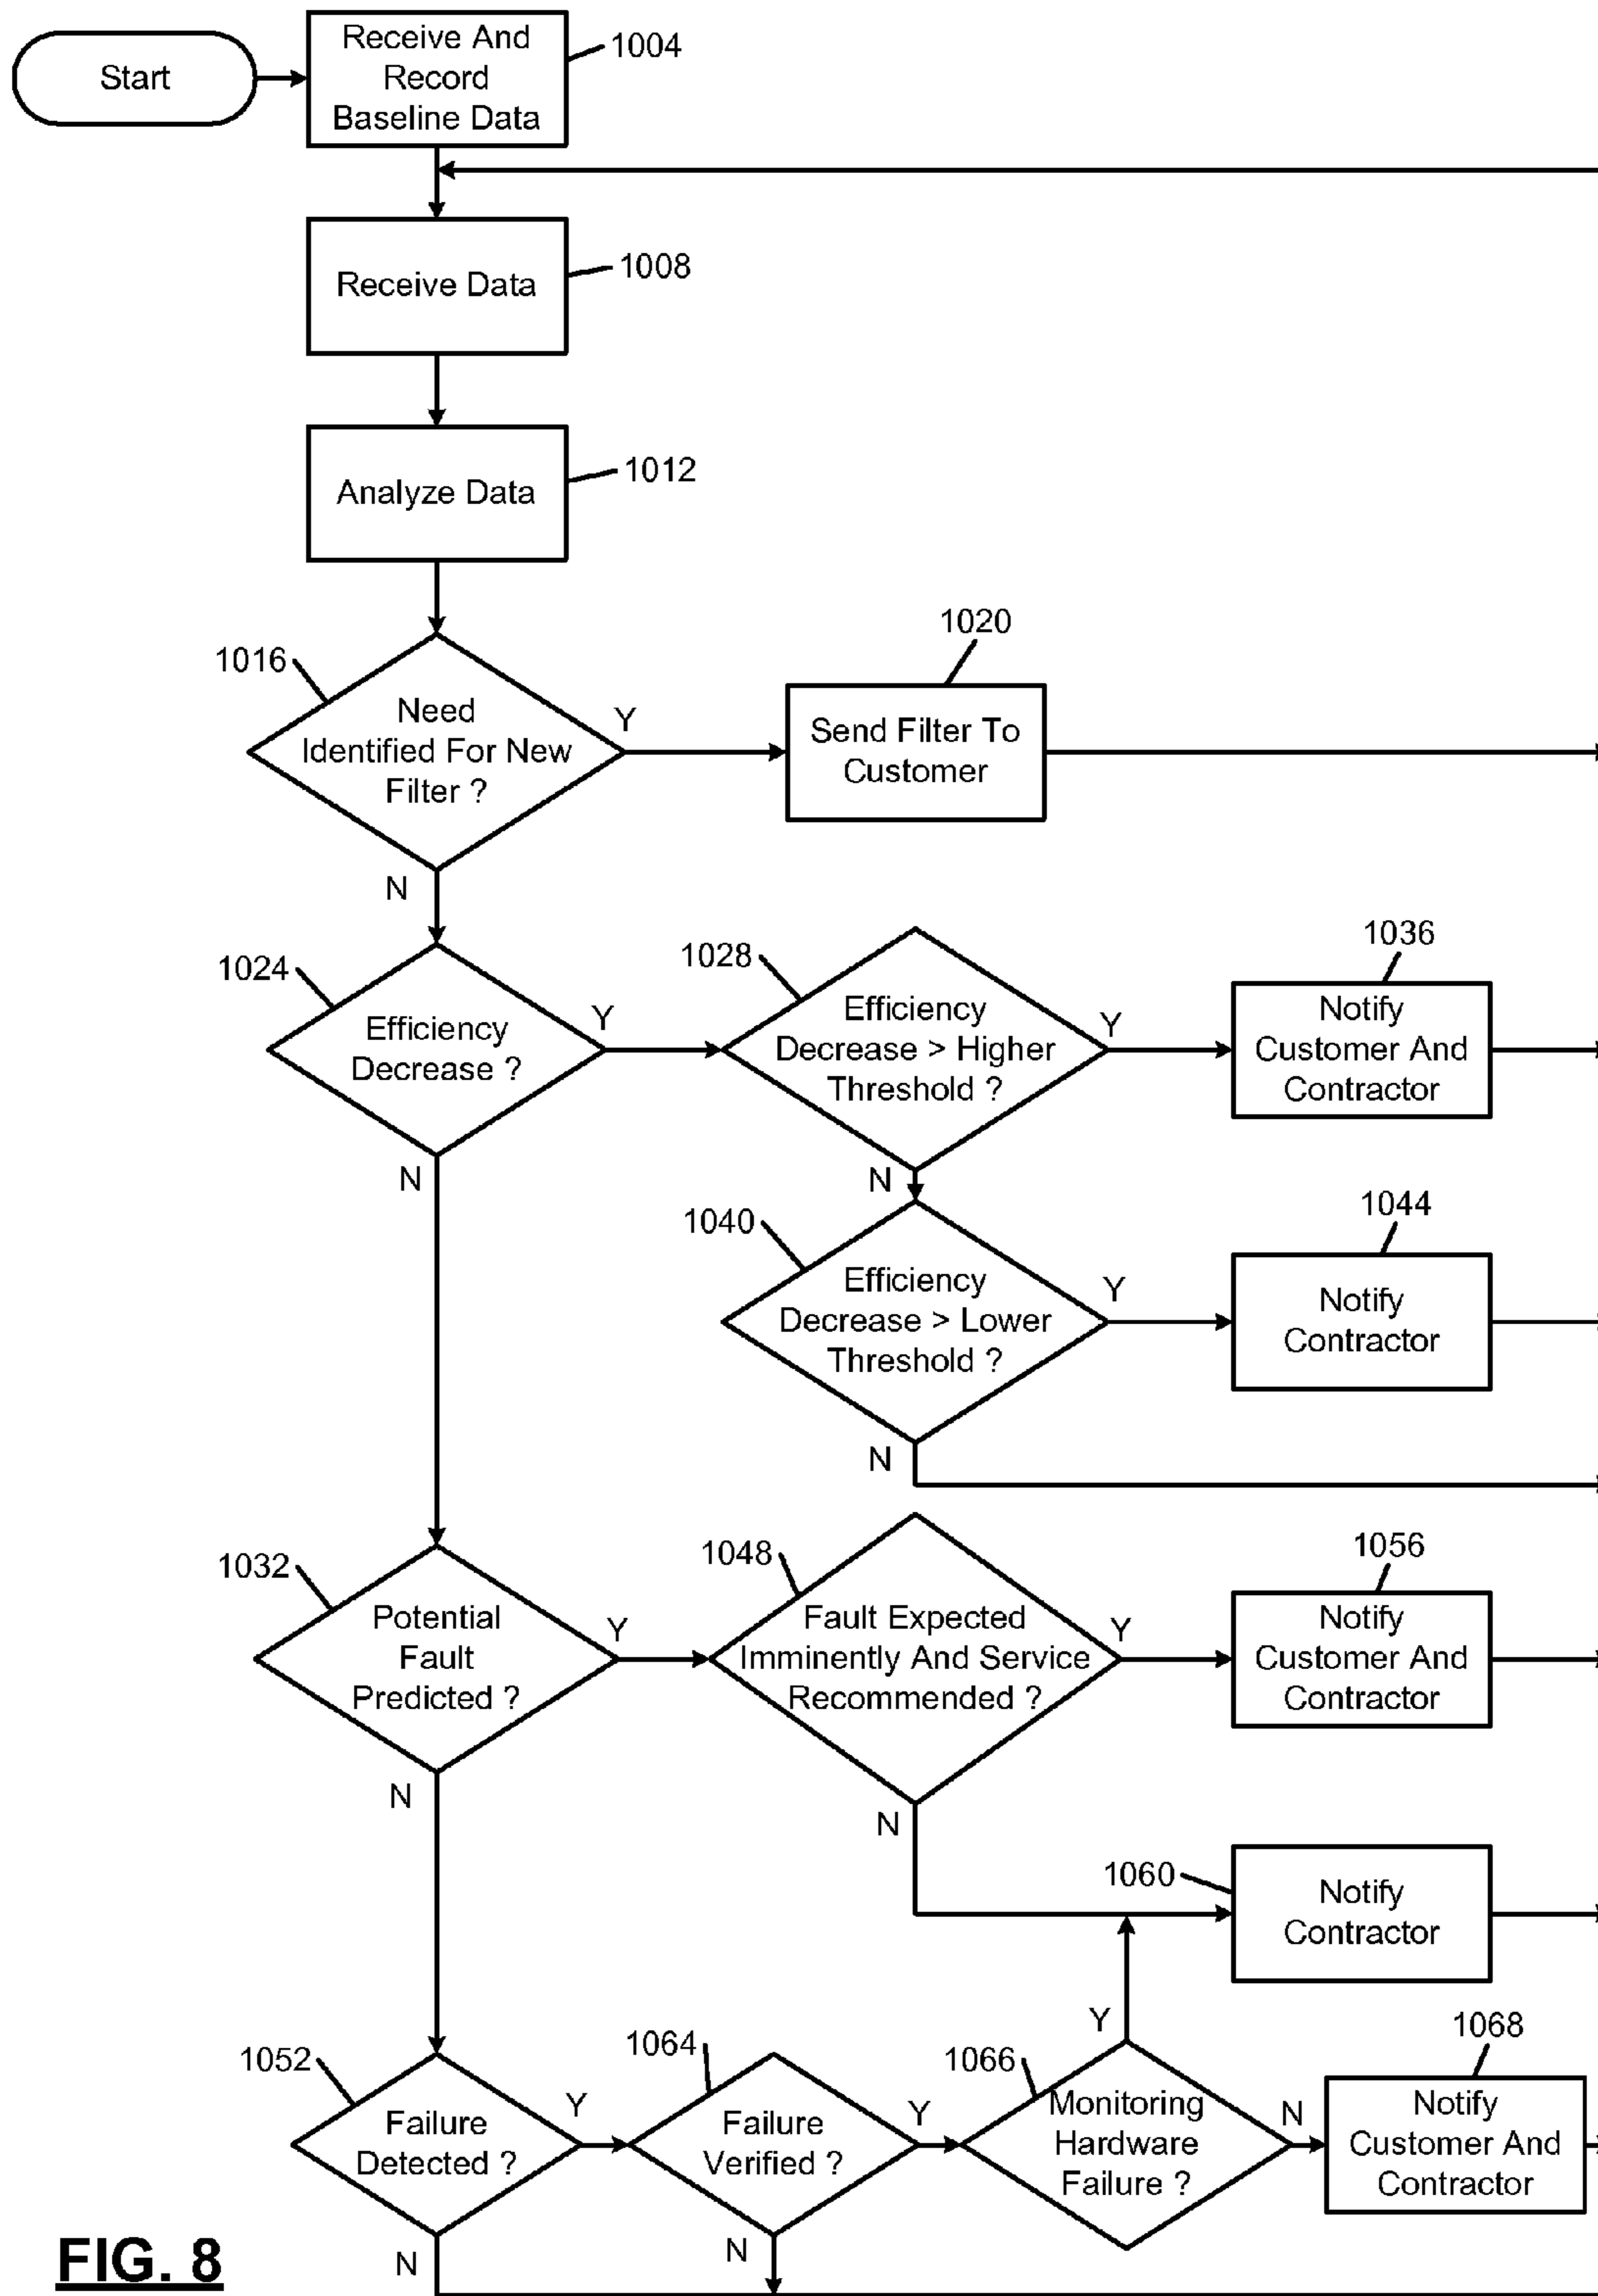 Start
Receive And
Record
Baseline Data
1004
Receive Data
1008
Analyze Data
1012
1016
Need
Identified For New
Filter ?
Y
N
1020
Send Filter To
Customer
1024
Efficiency
Decrease ?
Y
N
1028
Efficiency
Decrease > Higher
Threshold ?
Y
N
1036
Notify
Customer And
Contractor
1040
Efficiency
Decrease > Lower
Threshold ?
Y
N
1044
Notify
Contractor
1032
Potential
Fault
Predicted ?
Y
N
1048
Fault Expected
Imminently And Service
Recommended ?
Y
N
1056
Notify
Customer And
Contractor
1060
Notify
Contractor
1052
Failure
Detected ?
Y
N
1064
Failure
Verified ?
Y
N
1066
Monitoring
Hardware
Failure ?
Y
N
1068
Notify
Customer And
Contractor
FIG. 8